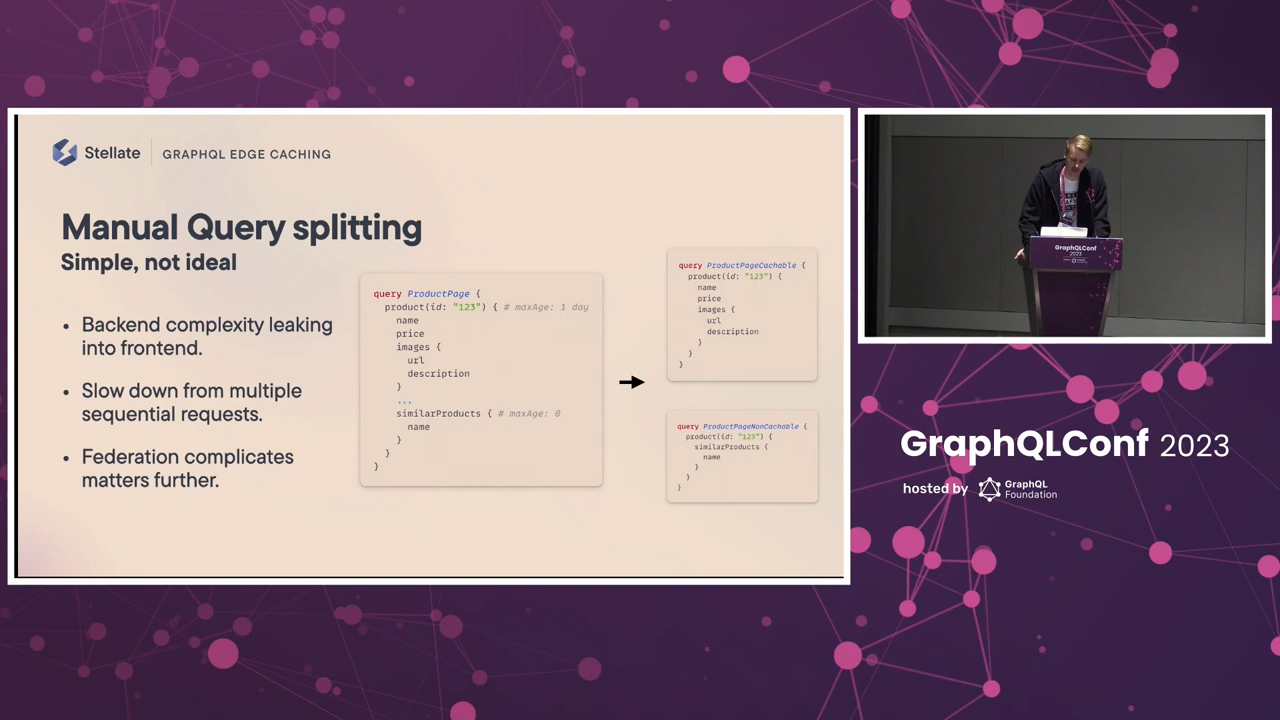 Stellate | GRAPHQL EDGE CACHING
Manual Query splitting
Simple, not ideal
• Backend complexity leaking
into frontend.
• Slow down from multiple
sequential requests.
• Federation complicates
matters further.
query ProductPage {
product(id: "123") { # maxAge: 1 day
name
price
images {
url
description
}
...
similarProducts { # maxAge: 0
name
}
}
}
query ProductPageCachable {
product(id: "123") {
name
price
images {
url
description
}
}
}
query ProductPageNonCachable {
product(id: "123") {
similarProducts {
name
}
}
}
GraphQLConf
2023
GraphQLConf 2023
hosted by GraphQL
Foundation